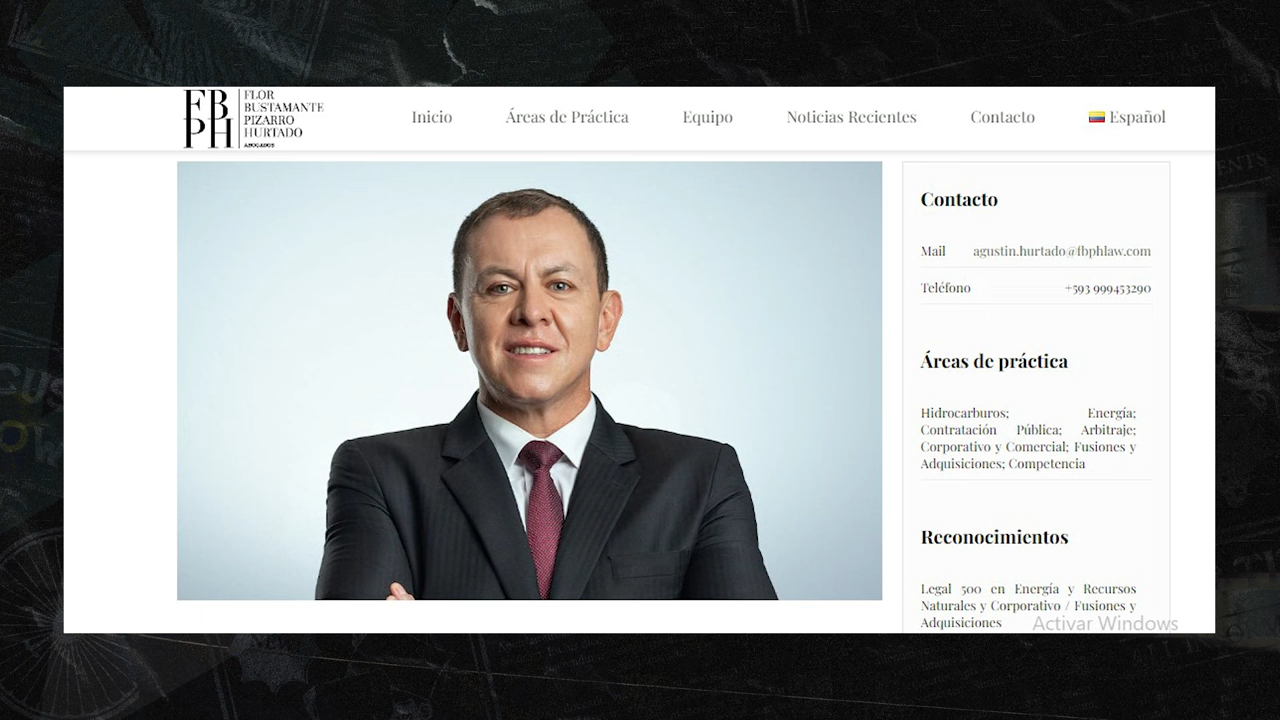 FBPH
FLOR
BUSTAMANTE
PIZARRO
HURTADO
ABOGADOS
Inicio
Áreas de Práctica
Equipo
Noticias Recientes
Contacto
Español
Contacto
Mail agustin.hurtado@fbphlaw.com
Teléfono +593 999453290
Áreas de práctica
Hidrocarburos; Energía;
Contratación Pública; Arbitraje;
Corporativo y Comercial; Fusiones y
Adquisiciones; Competencia
Reconocimientos
Legal 500 en Energía y Recursos
Naturales y Corporativo / Fusiones y
Adquisiciones
Activar Windows